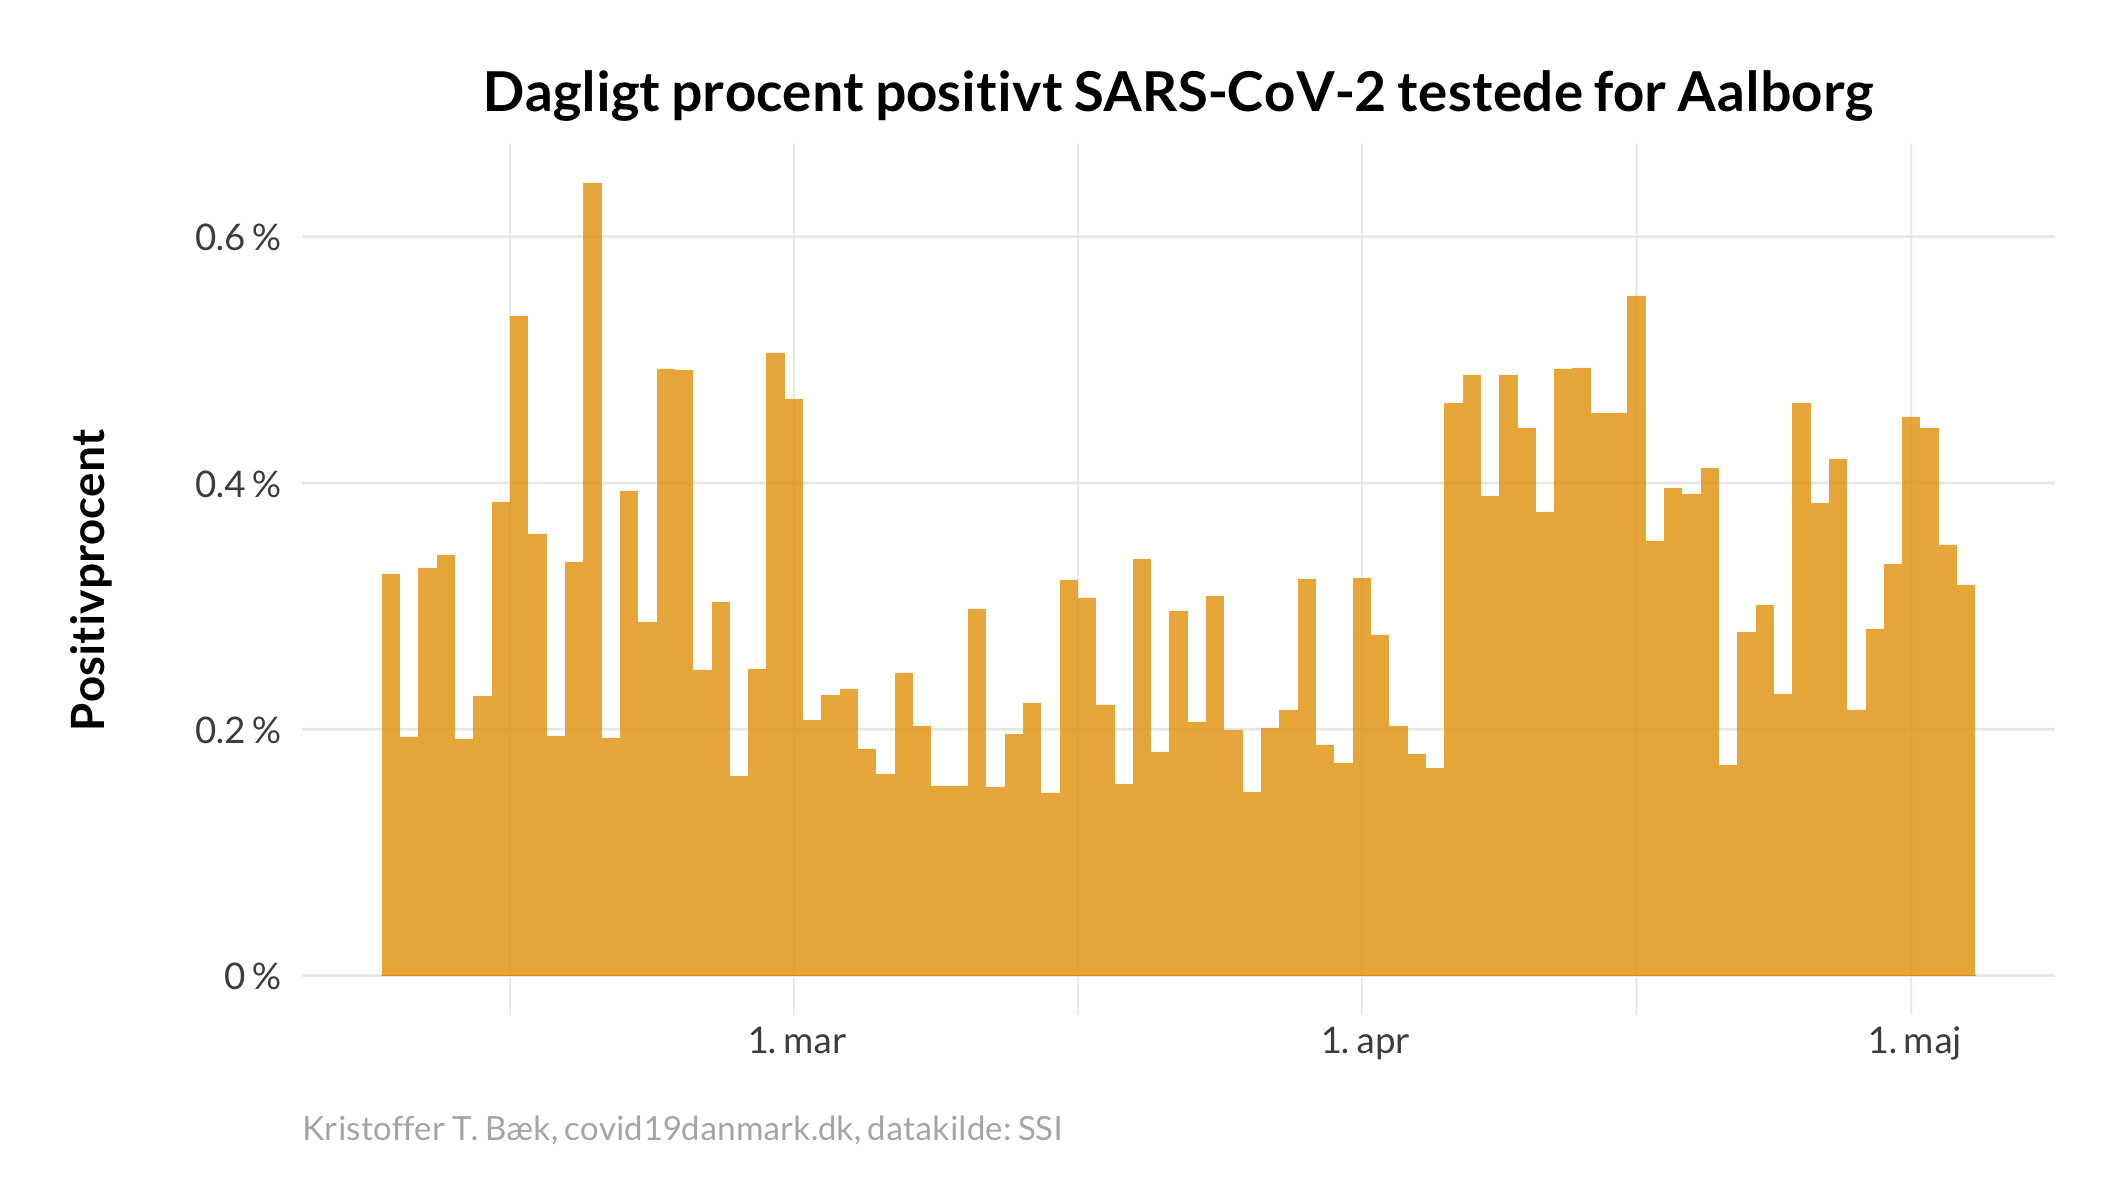 Dagligt procent positivt SARS-CoV-2 testede for Aalborg
Positivprocent
0.6 %
0.4 %
0.2 %
0 %
1. mar
1. apr
1. maj
Kristoffer T. Bæk, covid19danmark.dk, datakilde: SSI